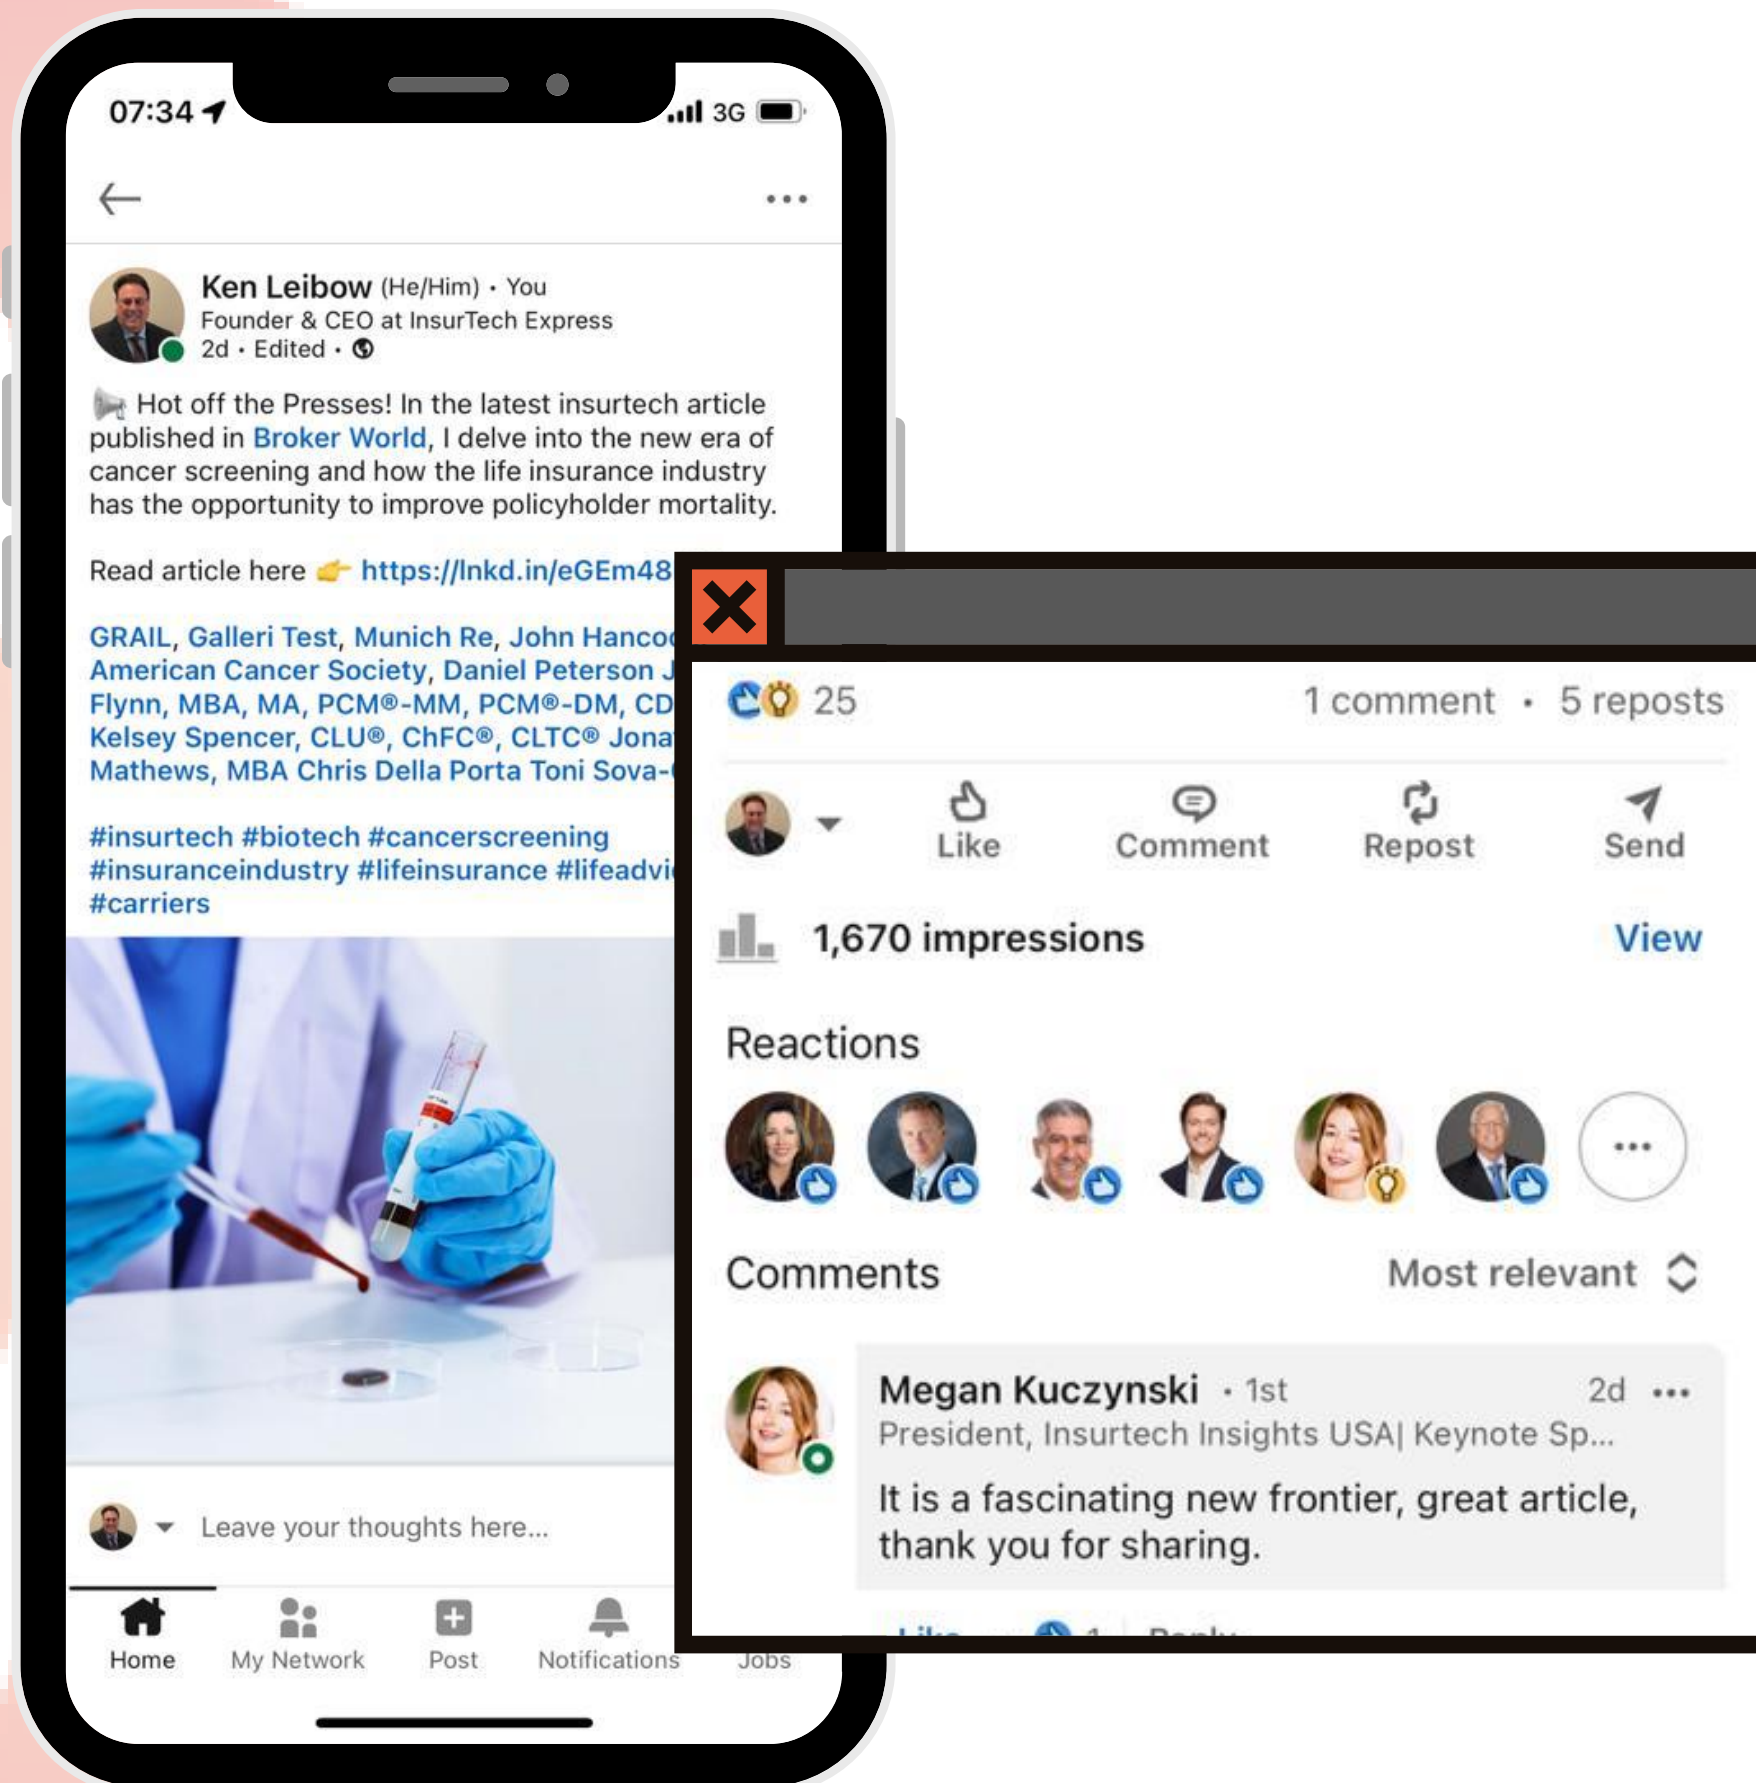 07:34
3G
Ken Leibow (He/Him) • You
Founder & CEO at InsurTech Express
2d • Edited •
Hot off the Presses! In the latest insurtech article
published in Broker World, I delve into the new era of
cancer screening and how the life insurance industry
has the opportunity to improve policyholder mortality.
Read article here https://lnkd.in/eGEm48
GRAIL, Galleri Test, Munich Re, John
American Cancer Society, Daniel Peterson
Flynn, MBA, MA, PCM®-MM, PCM®-DM,
Kelsey Spencer, CLU®, ChFC®, CLTC®
Mathews, MBA Chris Della Porta Toni
#insurtech #biotech #cancerscreening
#insuranceindustry #lifeinsurance
#carriers
Leave your thoughts here...
Home
My Network
Post
Notifications
Jobs
25
1 comment • 5 reposts
Like
Comment
Repost
Send
1,670 impressions
View
Reactions
Comments
Most relevant
Megan Kuczynski • 1st
2d
President, Insurtech Insights USA| Keynote Sp...
It is a fascinating new frontier, great article,
thank you for sharing.